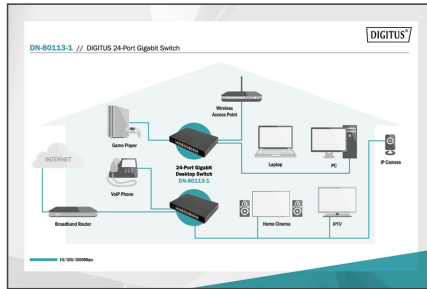 DIGITUS®
DN-80113-1 // DIGITUS 24-Port Gigabit Switch
Wireless
Access Point
Game Player
INTERNET
24-Port Gigabit
Desktop Switch
DN-80113-1
Laptop
PC
IP Camera
VoIP Phone
Broadband Router
Home Cinema
IPTV
10/100/1000Mbps